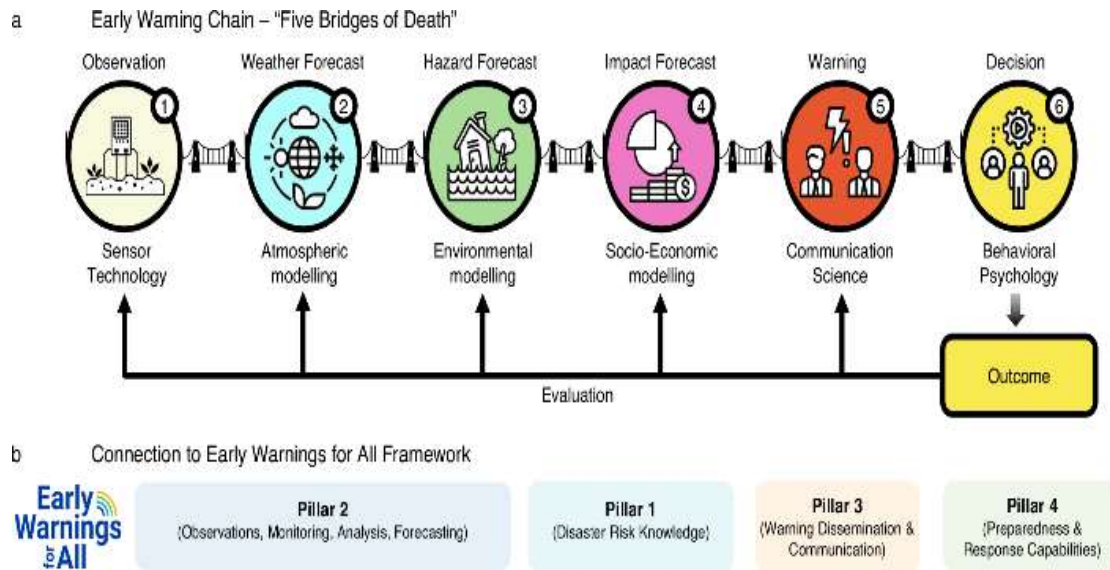 a Early Warning Chain – "Five Bridges of Death"
Observation
Weather Forecast
Hazard Forecast
Impact Forecast
Warning
Decision
1
2
3
4
5
6
$
Sensor
Technology
Atmospheric
modelling
Environmental
modelling
Socio-Economic
modelling
Communication
Science
Behavioral
Psychology
Outcome
Evaluation
b Connection to Early Warnings for All Framework
Early
Warnings
for All
Pillar 2
(Observations, Monitoring, Analysis, Forecasting)
Pillar 1
(Disaster Risk Knowledge)
Pillar 3
(Warning Dissemination &
Communication)
Pillar 4
(Preparedness &
Response Capabilities)